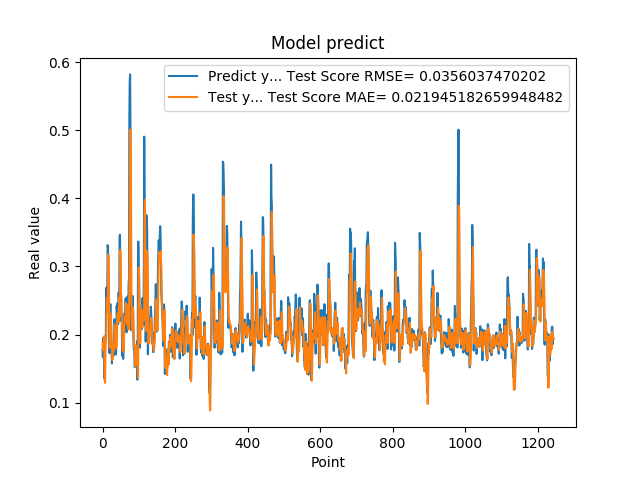 Model predict
Predict y... Test Score RMSE= 0.0356037470202
Test y... Test Score MAE= 0.021945182659948482
0.6
0.5
0.4
0.3
0.2
0.1
Real value
0 200 400 600 800 1000 1200
Point